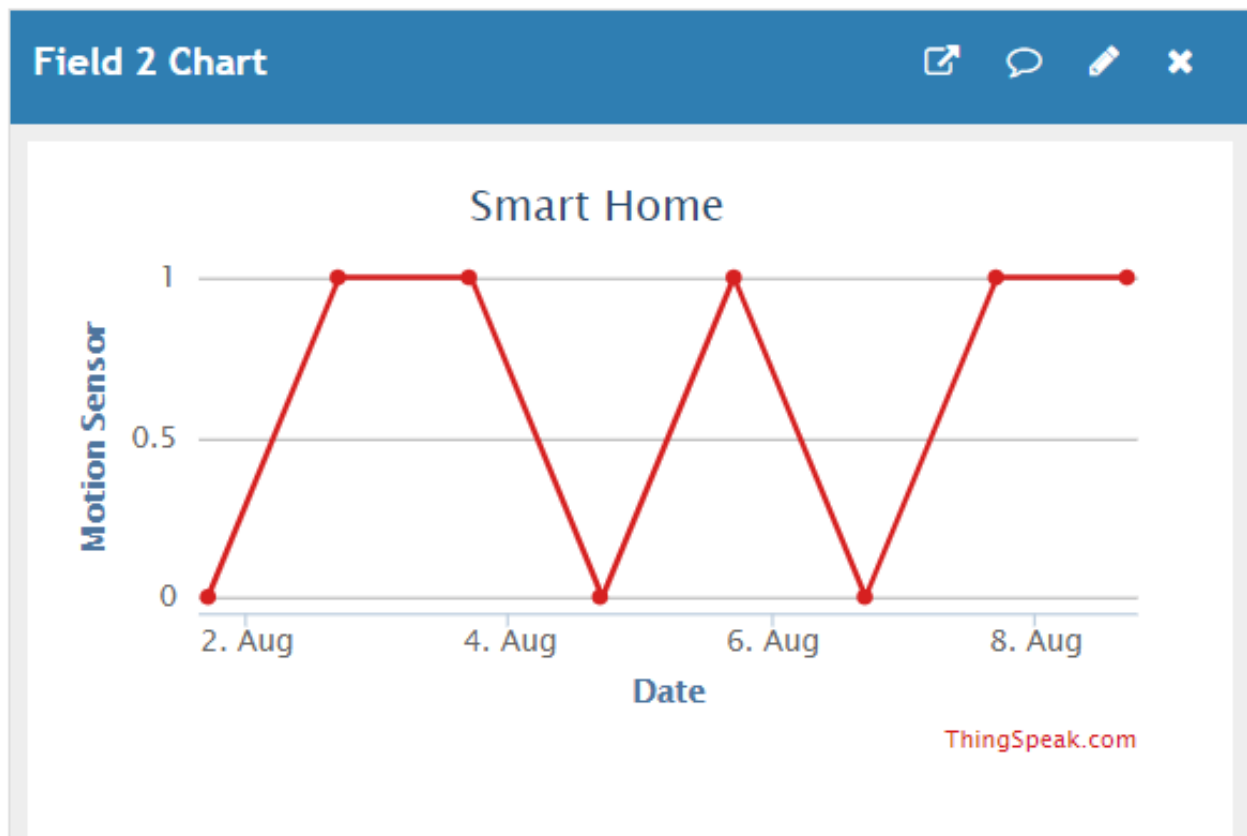 Field 2 Chart
Smart Home
Motion Sensor
1
0.5
0
2. Aug 4. Aug 6. Aug 8. Aug
Date
ThingSpeak.com